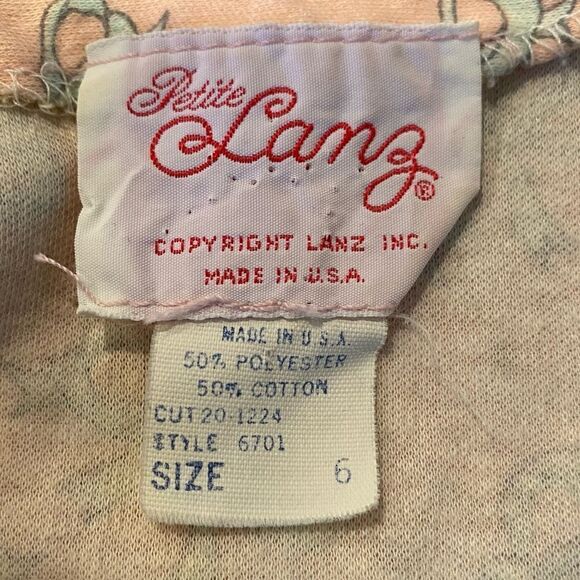 Petite
Lanz®
COPYRIGHT LANZ INC.
MADE IN U.S.A.
MADE IN U.S.A.
50% POLYESTER
50% COTTON
CUT 20-1224
STYLE 6701
SIZE 6